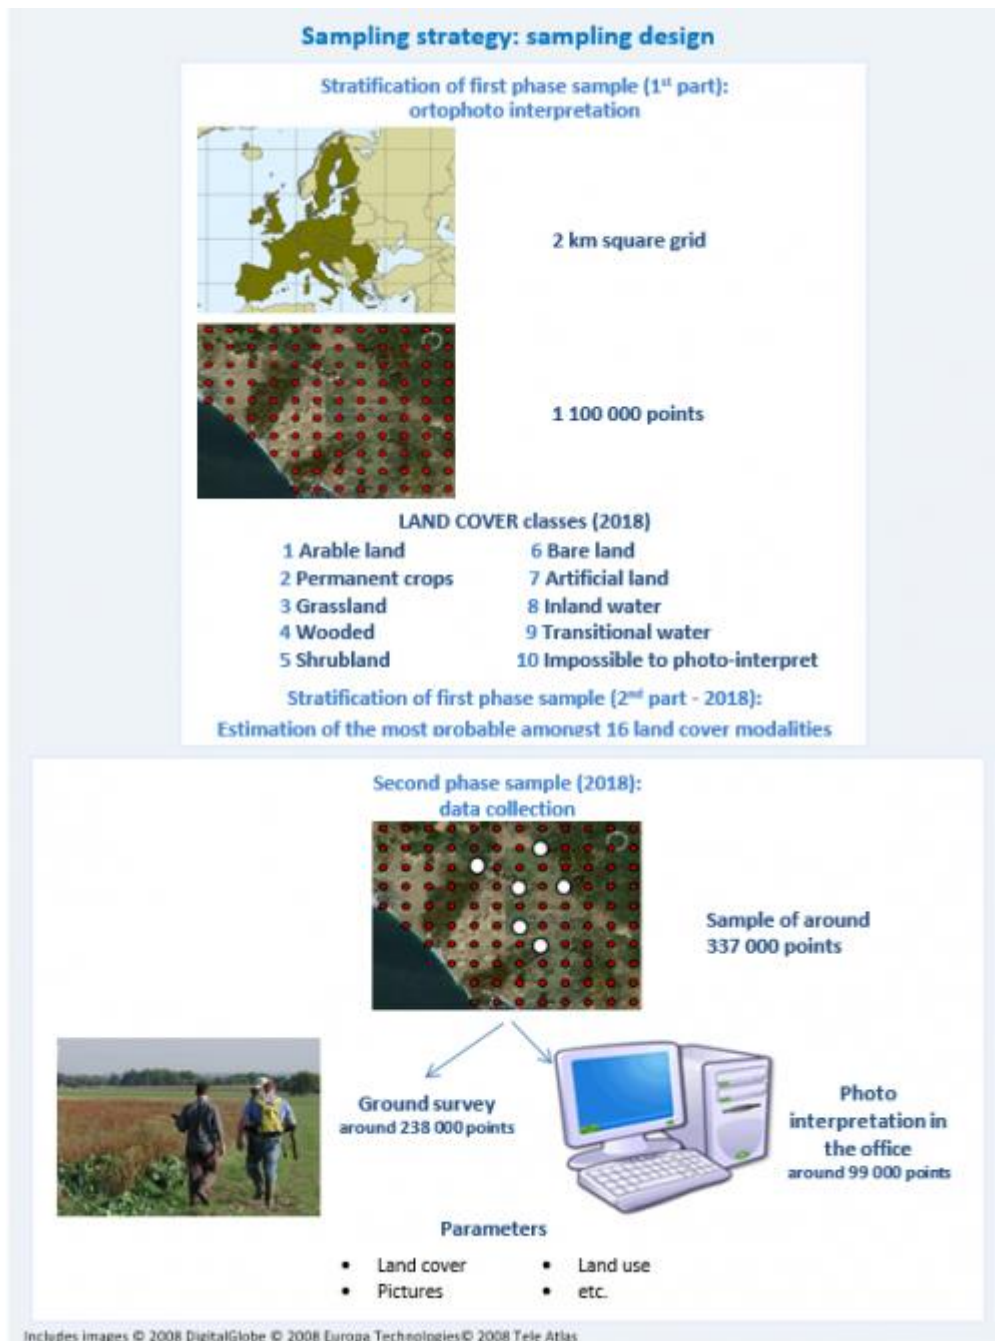 Sampling strategy: sampling design
Stratification of first phase sample (1st part):
ortophoto interpretation
2 km square grid
1 100 000 points
LAND COVER classes (2018)
1 Arable land
2 Permanent crops
3 Grassland
4 Wooded
5 Shrubland
6 Bare land
7 Artificial land
8 Inland water
9 Transitional water
10 Impossible to photo-interpret
Stratification of first phase sample (2nd part - 2018):
Estimation of the most probable amongst 16 land cover modalities
Second phase sample (2018):
data collection
Sample of around
337 000 points
Ground survey
around 238 000 points
Photo
interpretation in
the office
around 99 000 points
Parameters
• Land cover
• Pictures
• Land use
• etc.
Includes images © 2008 DigitalGlobe © 2008 Europa Technologies© 2008 Tele Atlas